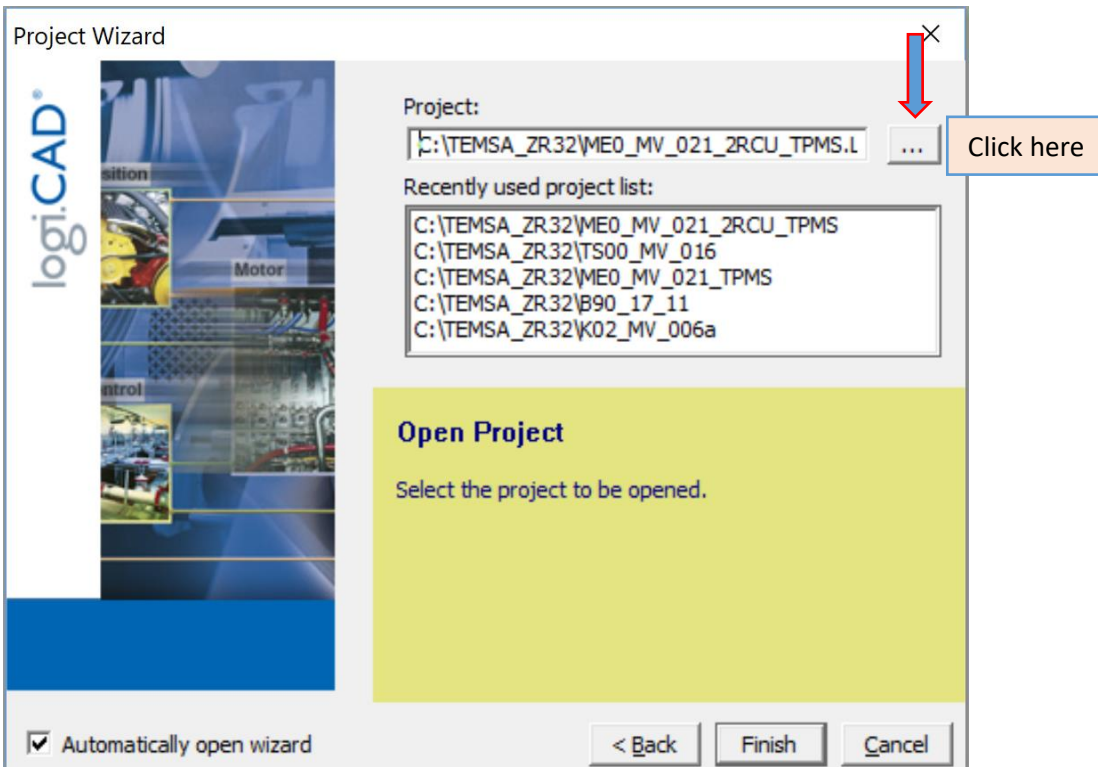 Project Wizard
logi.CAD®
sition
Motor
ntrol
Project:
C:\TEMSA_ZR32\ME0_MV_021_2RCU_TPMS.L
...
Click here
Recently used project list:
C:\TEMSA_ZR32\ME0_MV_021_2RCU_TPMS
C:\TEMSA_ZR32\TS00_MV_016
C:\TEMSA_ZR32\ME0_MV_021_TPMS
C:\TEMSA_ZR32\B90_17_11
C:\TEMSA_ZR32\K02_MV_006a
Open Project
Select the project to be opened.
Automatically open wizard
< Back
Finish
Cancel